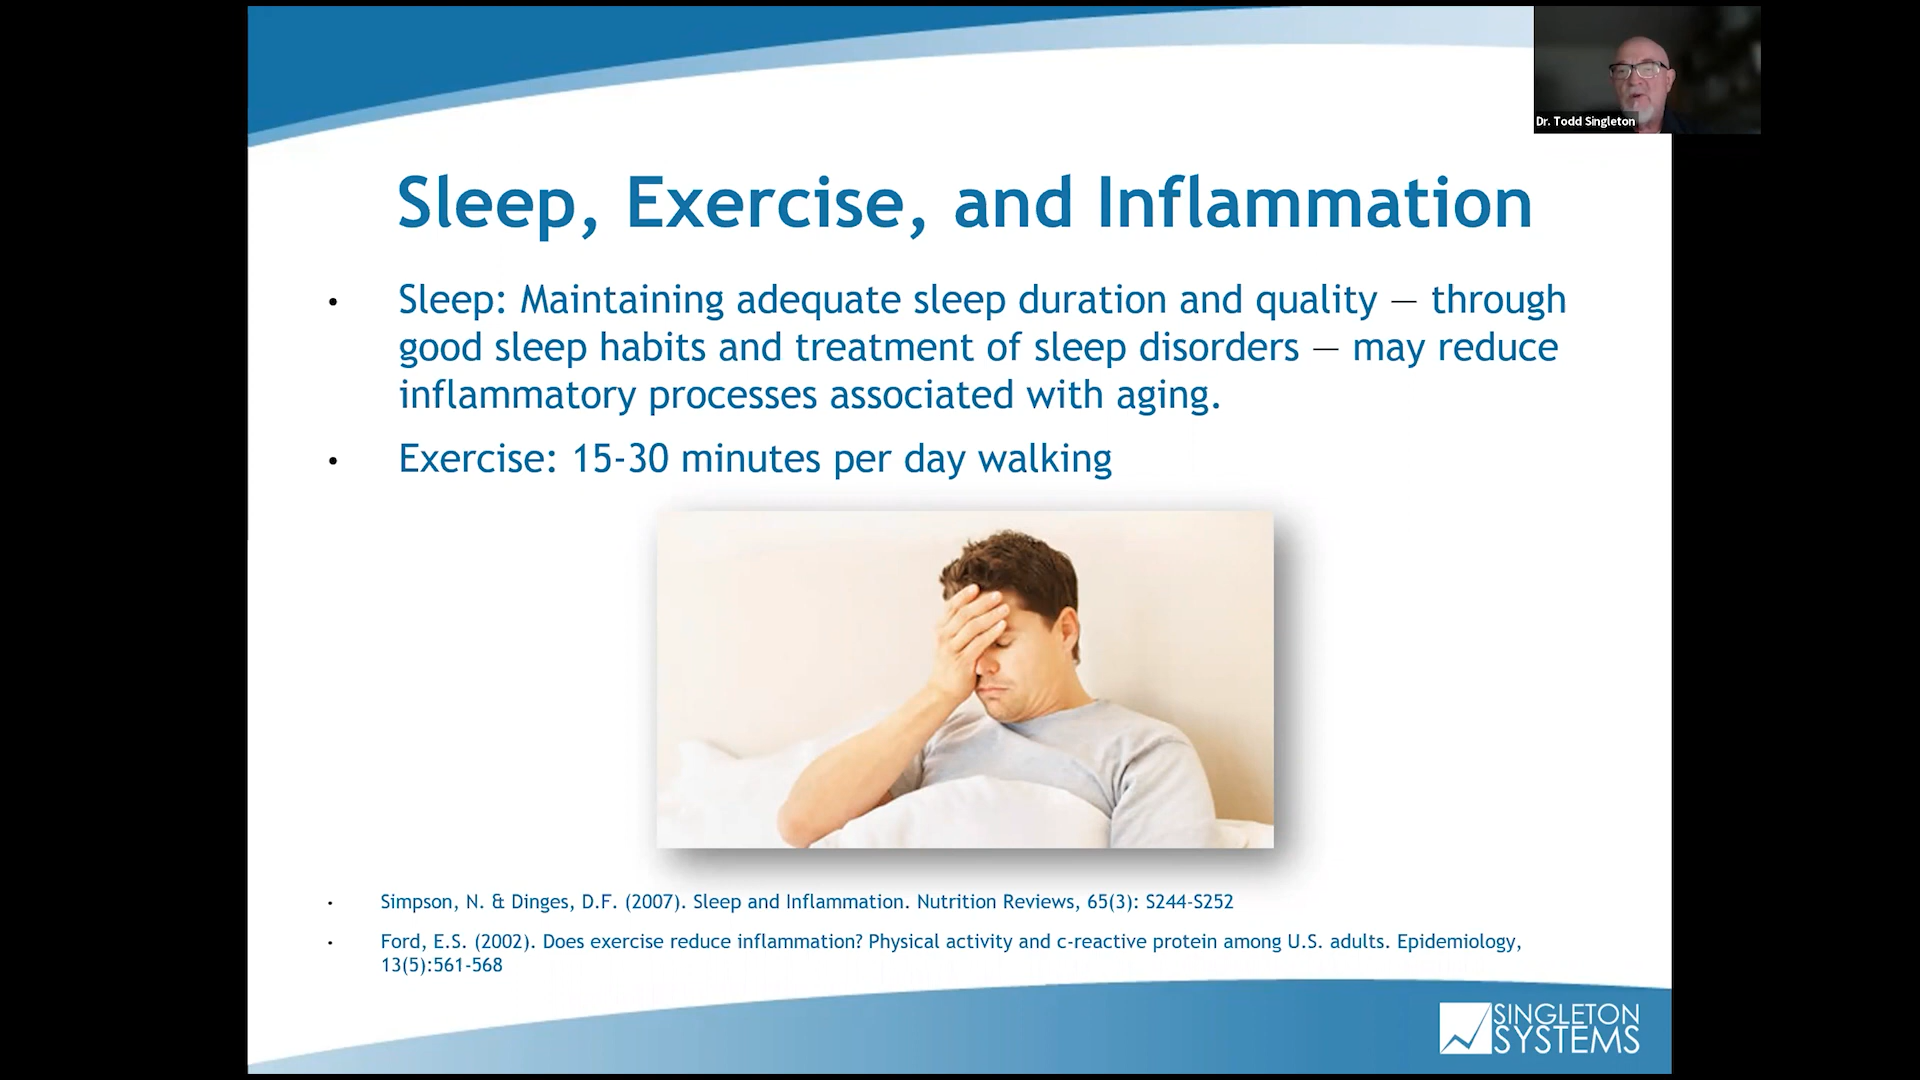 Dr. Todd Singleton
Sleep, Exercise, and Inflammation
• Sleep: Maintaining adequate sleep duration and quality — through
good sleep habits and treatment of sleep disorders — may reduce
inflammatory processes associated with aging.
• Exercise: 15-30 minutes per day walking
• Simpson, N. & Dinges, D.F. (2007). Sleep and Inflammation. Nutrition Reviews, 65(3): S244-S252
• Ford, E.S. (2002). Does exercise reduce inflammation? Physical activity and c-reactive protein among U.S. adults. Epidemiology,
13(5):561-568
SINGLETON
SYSTEMS